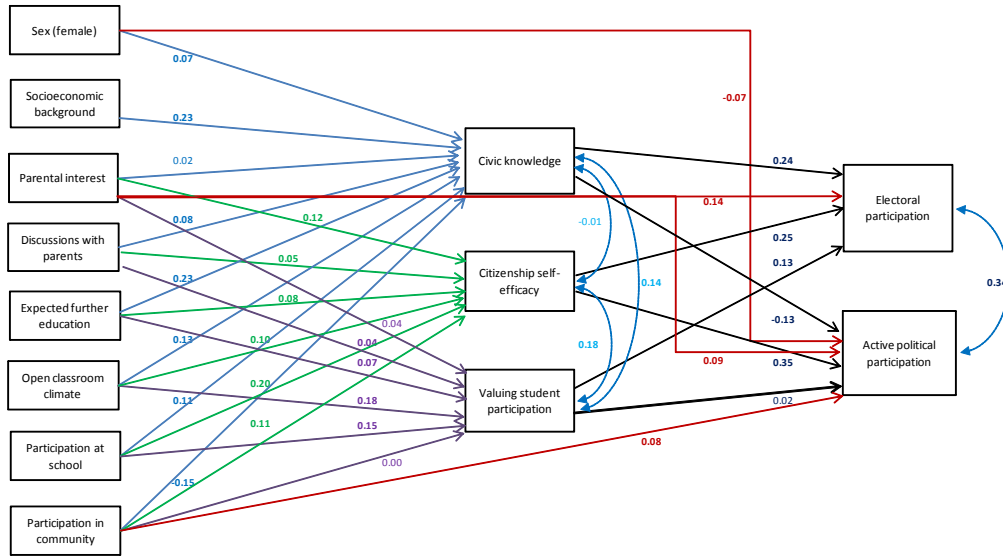 Sex (female)
Socioeconomic
background
Parental interest
Discussions with
parents
Expected further
education
Open classroom
climate
Participation at
school
Participation in
community
0.07
0.23
0.02
0.08
0.23
0.13
0.11
-0.15
0.12
0.05
0.08
0.10
0.20
0.11
0.04
0.04
0.07
0.18
0.15
0.00
Civic knowledge
Citizenship self-
efficacy
Valuing student
participation
-0.01
0.14
0.18
-0.07
0.24
0.14
0.25
0.13
-0.13
0.09
0.35
0.02
0.08
Electoral
participation
Active political
participation
0.34